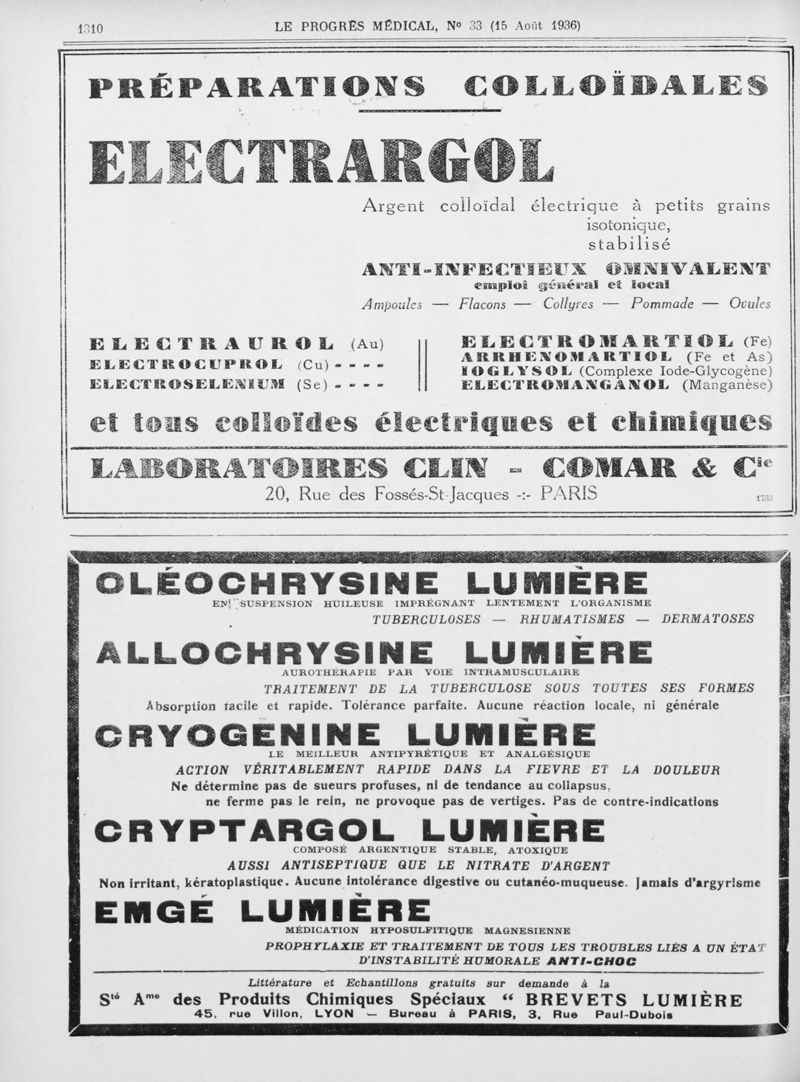 1310
LE PROGRÈS MÉDICAL, Nº 33 (15 Août 1936)
PRÉPARATIONS COLLOÏDALES
ELECTRARGOL
Argent colloïdal électrique à petits grains
isotonique,
stabilisé
ANTI-INFECTIEUX OMNIVALENT
emploi général et local
Ampoules — Flacons — Collyres — Pommade — Ovules
ELECTRAUROL (Au)
ELECTROCUPROL (Cu) - - - -
ELECTROSELENIUM (Se) - - - -
ELECTROMARTIOL (Fe)
ARRHENOMARTIOL (Fe et As)
IOGLYSOL (Complexe Iode-Glycogène)
ELECTROMANGANOL (Manganèse)
et tous colloïdes électriques et chimiques
LABORATOIRES CLIN - COMAR & Cie
20, Rue des Fossés-St-Jacques -:- PARIS
1733
OLÉOCHRYSINE LUMIÈRE
EN SUSPENSION HUILEUSE IMPRÉGNANT LENTEMENT L'ORGANISME
TUBERCULOSES — RHUMATISMES — DERMATOSES
ALLOCHRYSINE LUMIÈRE
AUROTHÉRAPIE PAR VOIE INTRAMUSCULAIRE
TRAITEMENT DE LA TUBERCULOSE SOUS TOUTES SES FORMES
Absorption facile et rapide. Tolérance parfaite. Aucune réaction locale, ni générale
CRYOGÉNINE LUMIÈRE
LE MEILLEUR ANTIPYRÉTIQUE ET ANALGÉSIQUE
ACTION VÉRITABLEMENT RAPIDE DANS LA FIEVRE ET LA DOULEUR
Ne détermine pas de sueurs profuses, ni de tendance au collapsus,
ne ferme pas le rein, ne provoque pas de vertiges. Pas de contre-indications
CRYPTARGOL LUMIÈRE
COMPOSÉ ARGENTIQUE STABLE, ATOXIQUE
AUSSI ANTISEPTIQUE QUE LE NITRATE D'ARGENT
Non irritant, kératoplastique. Aucune intolérance digestive ou cutanéo-muqueuse. Jamais d'argyrisme
EMGÉ LUMIÈRE
MÉDICATION HYPOSULFITIQUE MAGNESIENNE
PROPHYLAXIE ET TRAITEMENT DE TOUS LES TROUBLES LIÉS A UN ÉTAT
D'INSTABILITÉ HUMORALE ANTI-CHOC
Littérature et Echantillons gratuits sur demande à la
Sté Ame des Produits Chimiques Spéciaux “ BREVETS LUMIÈRE
45, rue Villon, LYON — Bureau à PARIS, 3, Rue Paul-Dubois